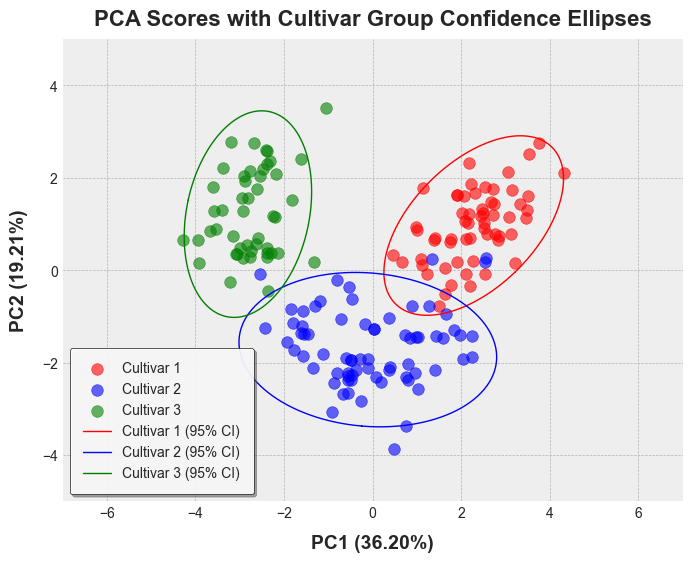 PCA Scores with Cultivar Group Confidence Ellipses
PC2 (19.21%)
4
2
0
−2
−4
Cultivar 1
Cultivar 2
Cultivar 3
Cultivar 1 (95% CI)
Cultivar 2 (95% CI)
Cultivar 3 (95% CI)
−6
−4
−2
0
2
4
6
PC1 (36.20%)